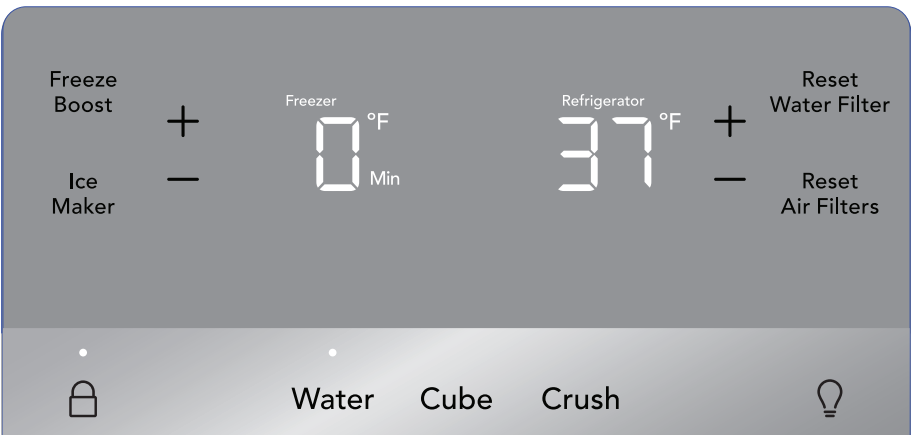 Freeze
Boost
+
−
Ice
Maker
Freezer
0 °F
Min
Refrigerator
37 °F
+
−
Reset
Water Filter
Reset
Air Filters
Water Cube Crush